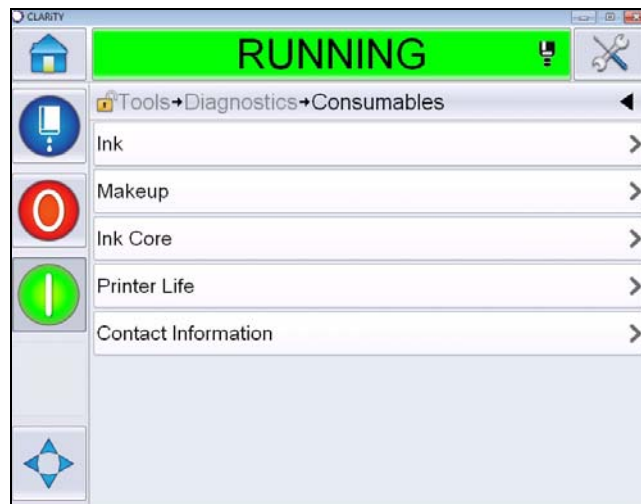 CLARiTY
RUNNING
Tools→Diagnostics→Consumables
Ink
Makeup
Ink Core
Printer Life
Contact Information